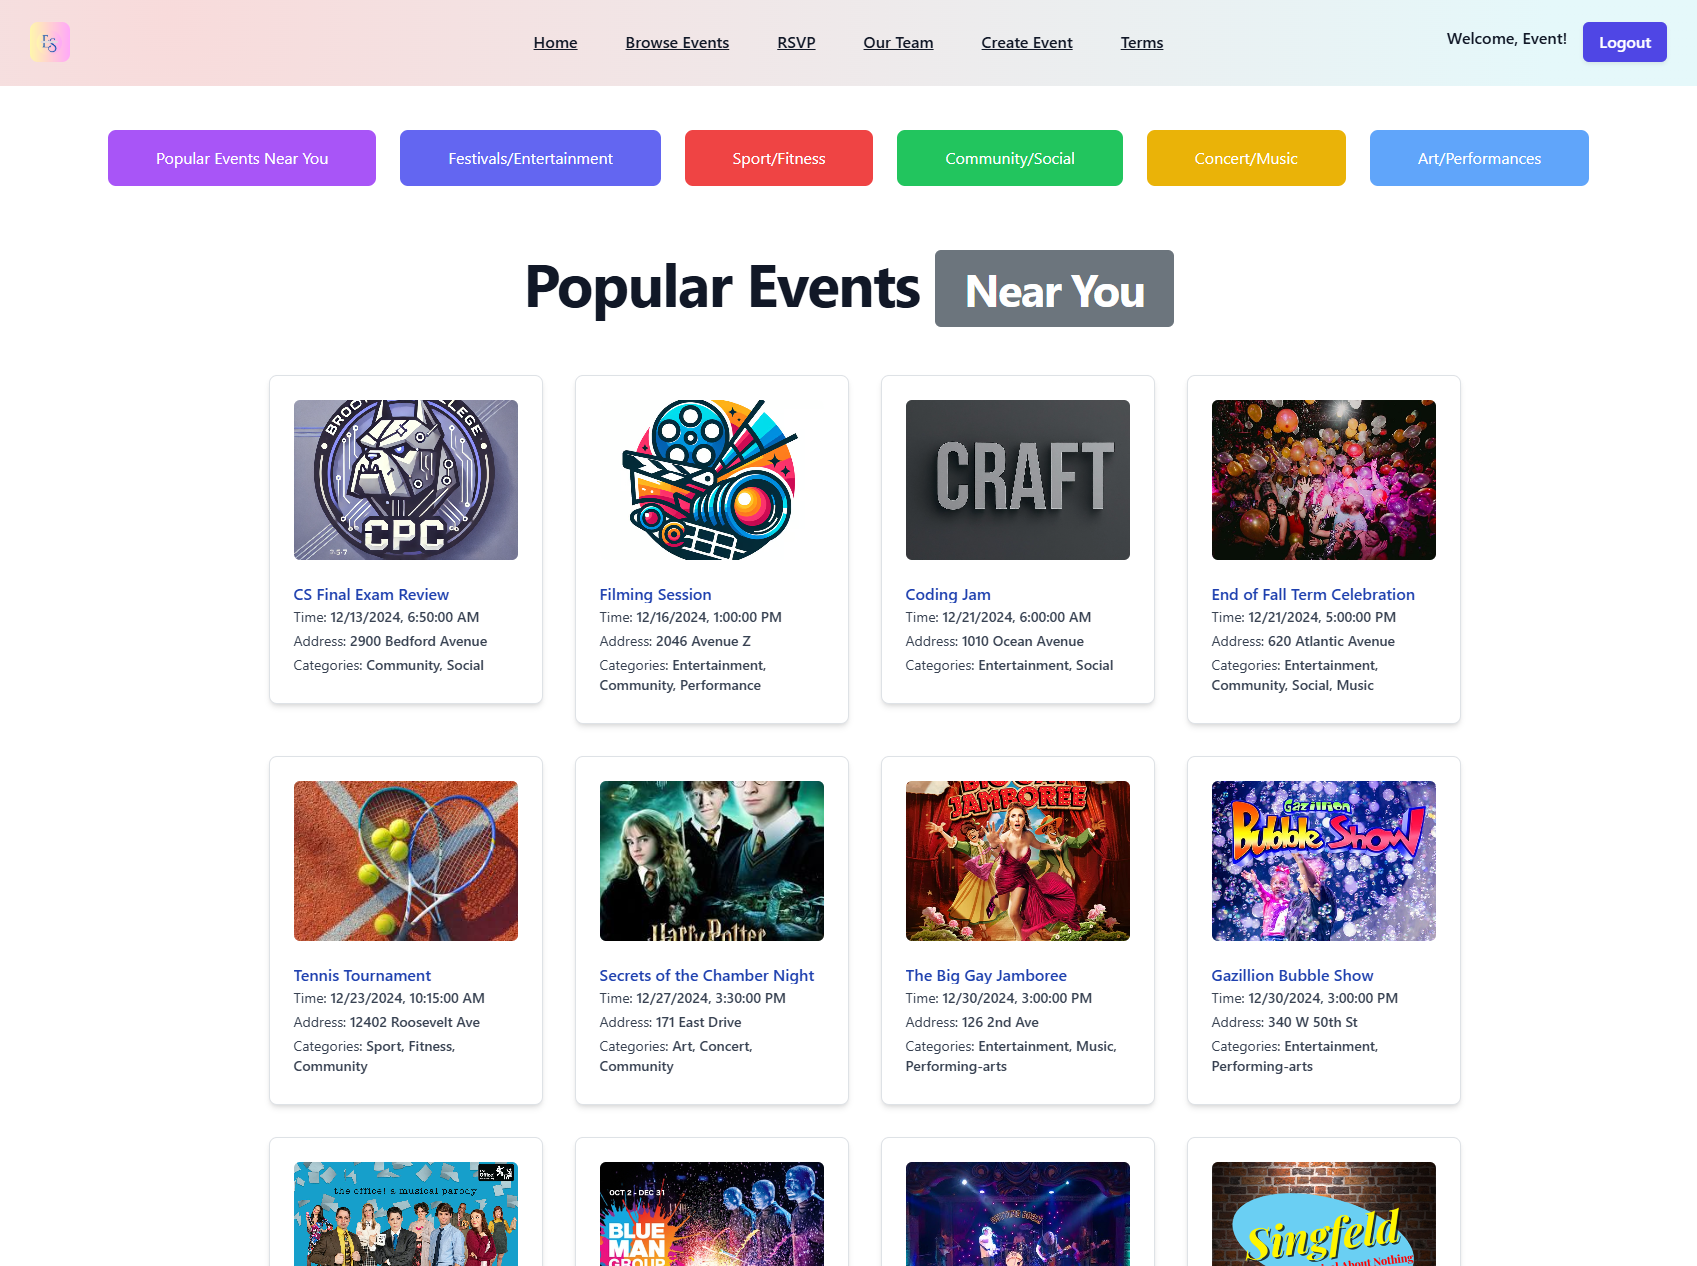 ES
Home
Browse Events
RSVP
Our Team
Create Event
Terms
Welcome, Event!
Logout
Popular Events Near You
Festivals/Entertainment
Sport/Fitness
Community/Social
Concert/Music
Art/Performances
Popular Events Near You
CPC
7-5-7
CS Final Exam Review
Time: 12/13/2024, 6:50:00 AM
Address: 2900 Bedford Avenue
Categories: Community, Social
Filming Session
Time: 12/16/2024, 1:00:00 PM
Address: 2046 Avenue Z
Categories: Entertainment,
Community, Performance
CRAFT
Coding Jam
Time: 12/21/2024, 6:00:00 AM
Address: 1010 Ocean Avenue
Categories: Entertainment, Social
End of Fall Term Celebration
Time: 12/21/2024, 5:00:00 PM
Address: 620 Atlantic Avenue
Categories: Entertainment,
Community, Social, Music
Tennis Tournament
Time: 12/23/2024, 10:15:00 AM
Address: 12402 Roosevelt Ave
Categories: Sport, Fitness,
Community
Harry Potter
Secrets of the Chamber Night
Time: 12/27/2024, 3:30:00 PM
Address: 171 East Drive
Categories: Art, Concert,
Community
JAMBOREE
The Big Gay Jamboree
Time: 12/30/2024, 3:00:00 PM
Address: 126 2nd Ave
Categories: Entertainment, Music,
Performing-arts
Gazillion
Bubble Show
Gazillion Bubble Show
Time: 12/30/2024, 3:00:00 PM
Address: 340 W 50th St
Categories: Entertainment,
Performing-arts
the office! a musical parody
OCT 2 - DEC 31
BLUE
MAN
GROUP
Singfeld
About Nothing